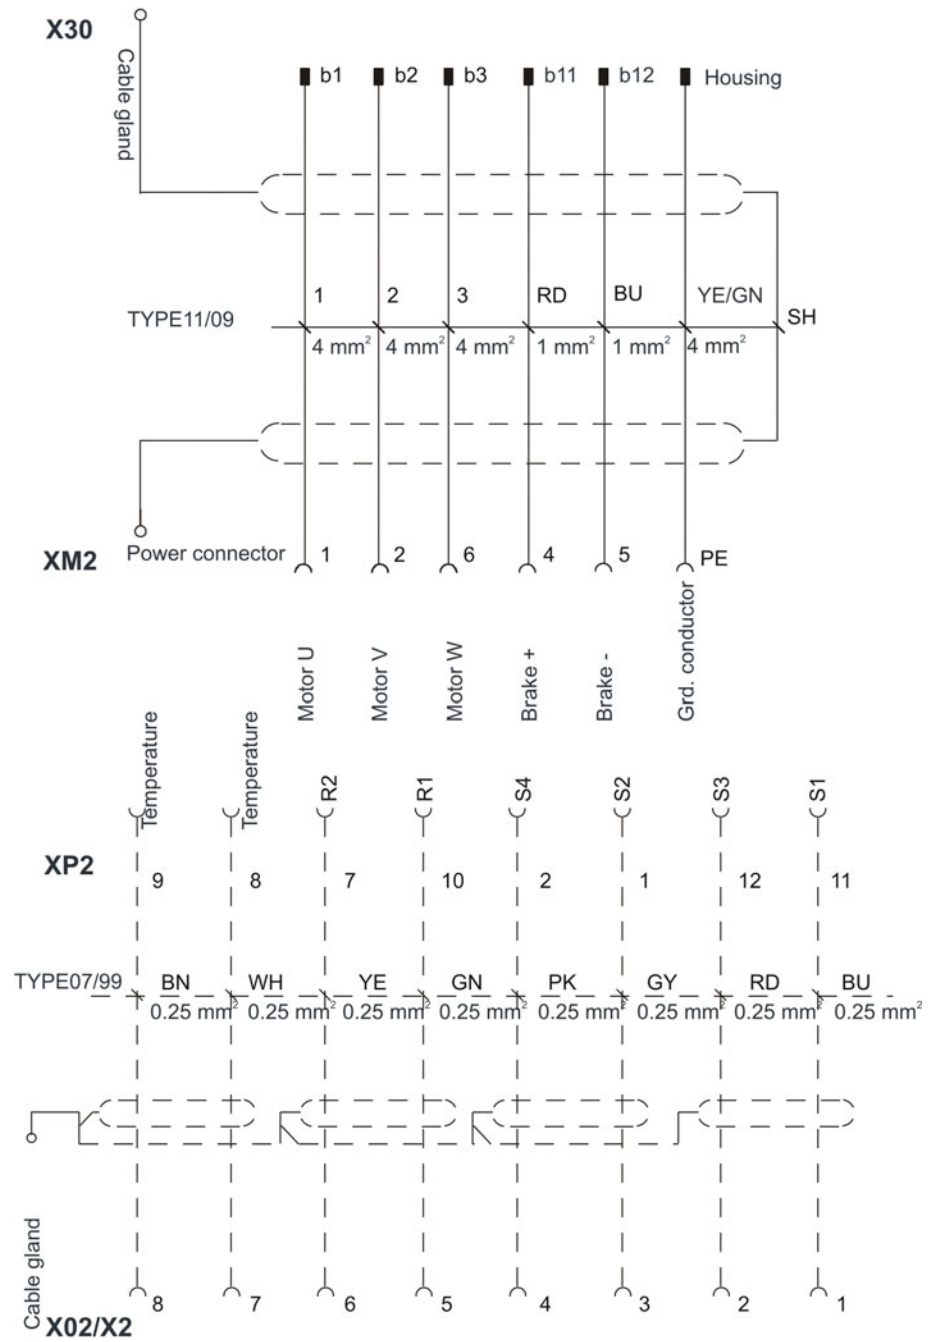 X30
Cable gland
b1 b2 b3 b11 b12 Housing
1 2 3 RD BU YE/GN
TYPE11/09 SH
4 mm² 4 mm² 4 mm² 1 mm² 1 mm² 4 mm²
XM2 Power connector 1 2 6 4 5 PE
Motor U
Motor V
Motor W
Brake +
Brake -
Grd. conductor
Temperature
Temperature
R2
R1
S4
S2
S3
S1
XP2
9 8 7 10 2 1 12 11
TYPE07/99 BN WH YE GN PK GY RD BU
0.25 mm² 0.25 mm² 0.25 mm² 0.25 mm² 0.25 mm² 0.25 mm² 0.25 mm² 0.25 mm²
Cable gland
8 7 6 5 4 3 2 1
X02/X2